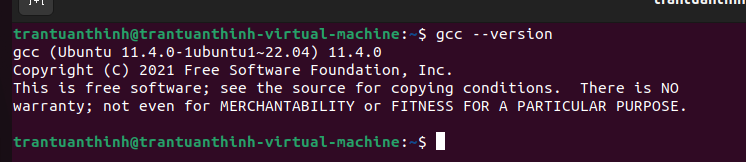 trantuanthinh@trantuanthinh-virtual-machine:~$ gcc --version
gcc (Ubuntu 11.4.0-1ubuntu1~22.04) 11.4.0
Copyright (C) 2021 Free Software Foundation, Inc.
This is free software; see the source for copying conditions.  There is NO
warranty; not even for MERCHANTABILITY or FITNESS FOR A PARTICULAR PURPOSE.

trantuanthinh@trantuanthinh-virtual-machine:~$